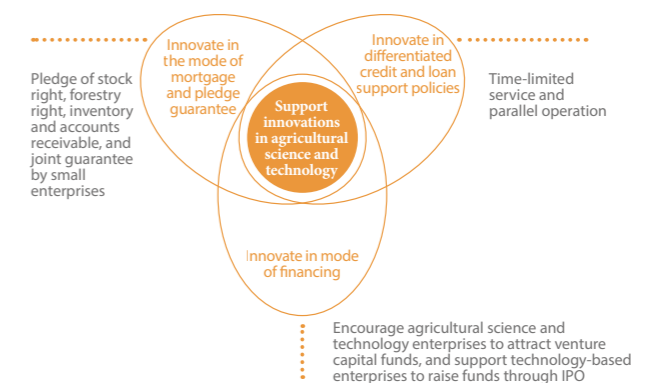 Innovate in
the mode of
mortgage
and pledge
guarantee
Innovate in
differentiated
credit and loan
support policies
Pledge of stock
right, forestry
right, inventory
and accounts
receivable, and
joint guarantee
by small
enterprises
Time-limited
service and
parallel operation
Support
innovations
in agricultural
science and
technology
Innovate in mode
of financing
Encourage agricultural science and
technology enterprises to attract venture
capital funds, and support technology-based
enterprises to raise funds through IPO